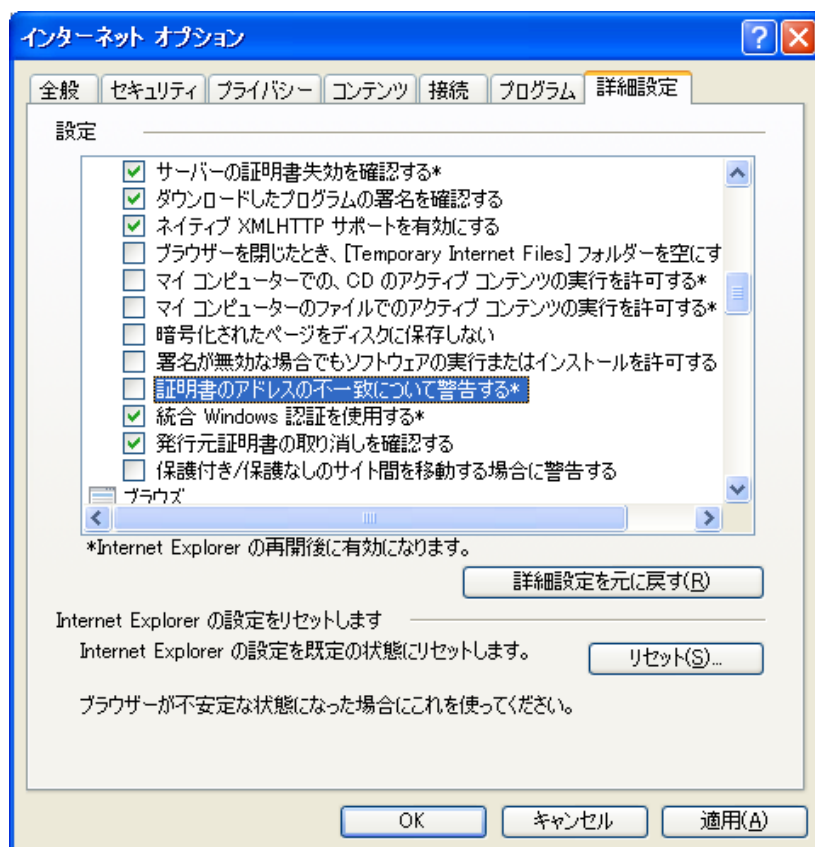 インターネット オプション
全般 セキュリティ プライバシー コンテンツ 接続 プログラム 詳細設定
設定
サーバーの証明書失効を確認する*
ダウンロードしたプログラムの署名を確認する
ネイティブ XMLHTTP サポートを有効にする
ブラウザーを閉じたとき、[Temporary Internet Files] フォルダーを空にす
マイ コンピューターでの、CD のアクティブ コンテンツの実行を許可する*
マイ コンピューターのファイルでのアクティブ コンテンツの実行を許可する*
暗号化されたページをディスクに保存しない
署名が無効な場合でもソフトウェアの実行またはインストールを許可する
証明書のアドレスの不一致について警告する*
統合 Windows 認証を使用する*
発行元証明書の取り消しを確認する
保護付き/保護なしのサイト間を移動する場合に警告する
ブラウズ
*Internet Explorer の再開後に有効になります。
詳細設定を元に戻す(R)
Internet Explorer の設定をリセットします
Internet Explorer の設定を既定の状態にリセットします。
リセット(S)...
ブラウザーが不安定な状態になった場合にこれを使ってください。
OK キャンセル 適用(A)